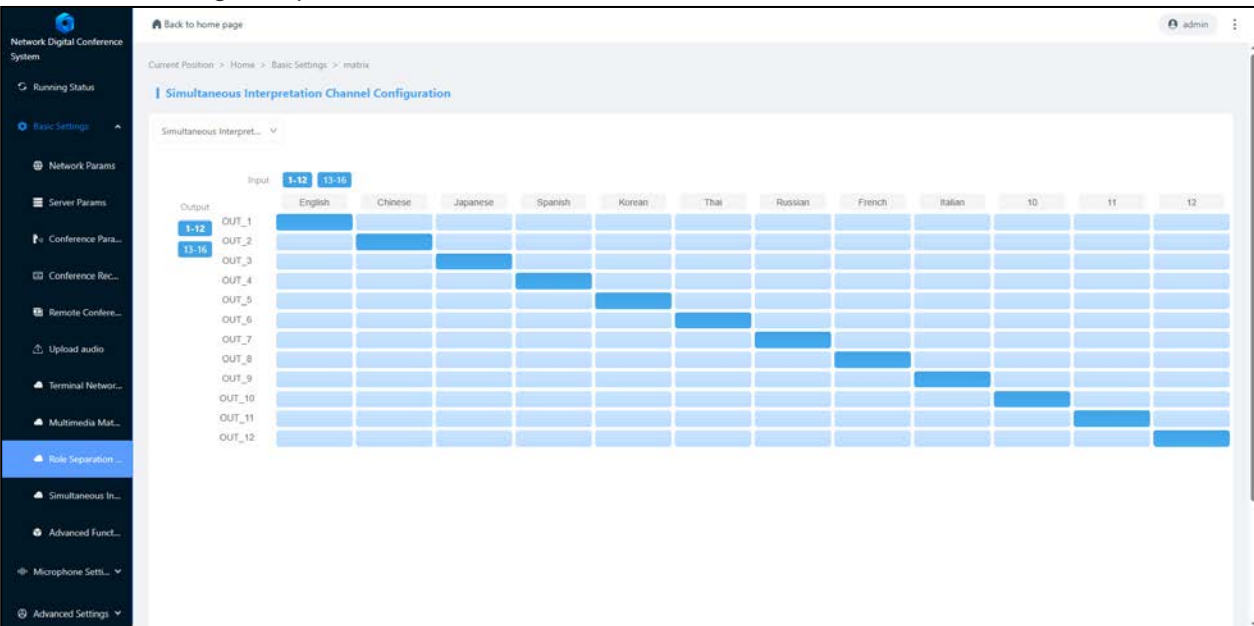 Network Digital Conference
System
Back to home page
admin
Current Position > Home > Basic Settings > matrix
Simultaneous Interpretation Channel Configuration
Running Status
Basic Settings
Network Params
Server Params
Conference Para...
Conference Rec...
Remote Confere...
Upload audio
Terminal Networ...
Multimedia Mat...
Role Separation ...
Simultaneous In...
Advanced Funct...
Microphone Setti...
Advanced Settings
Simultaneous Interpret...
Input 1-12 13-16
Output
1-12
13-16
English Chinese Japanese Spanish Korean Thai Russian French Italian 10 11 12
OUT_1
OUT_2
OUT_3
OUT_4
OUT_5
OUT_6
OUT_7
OUT_8
OUT_9
OUT_10
OUT_11
OUT_12